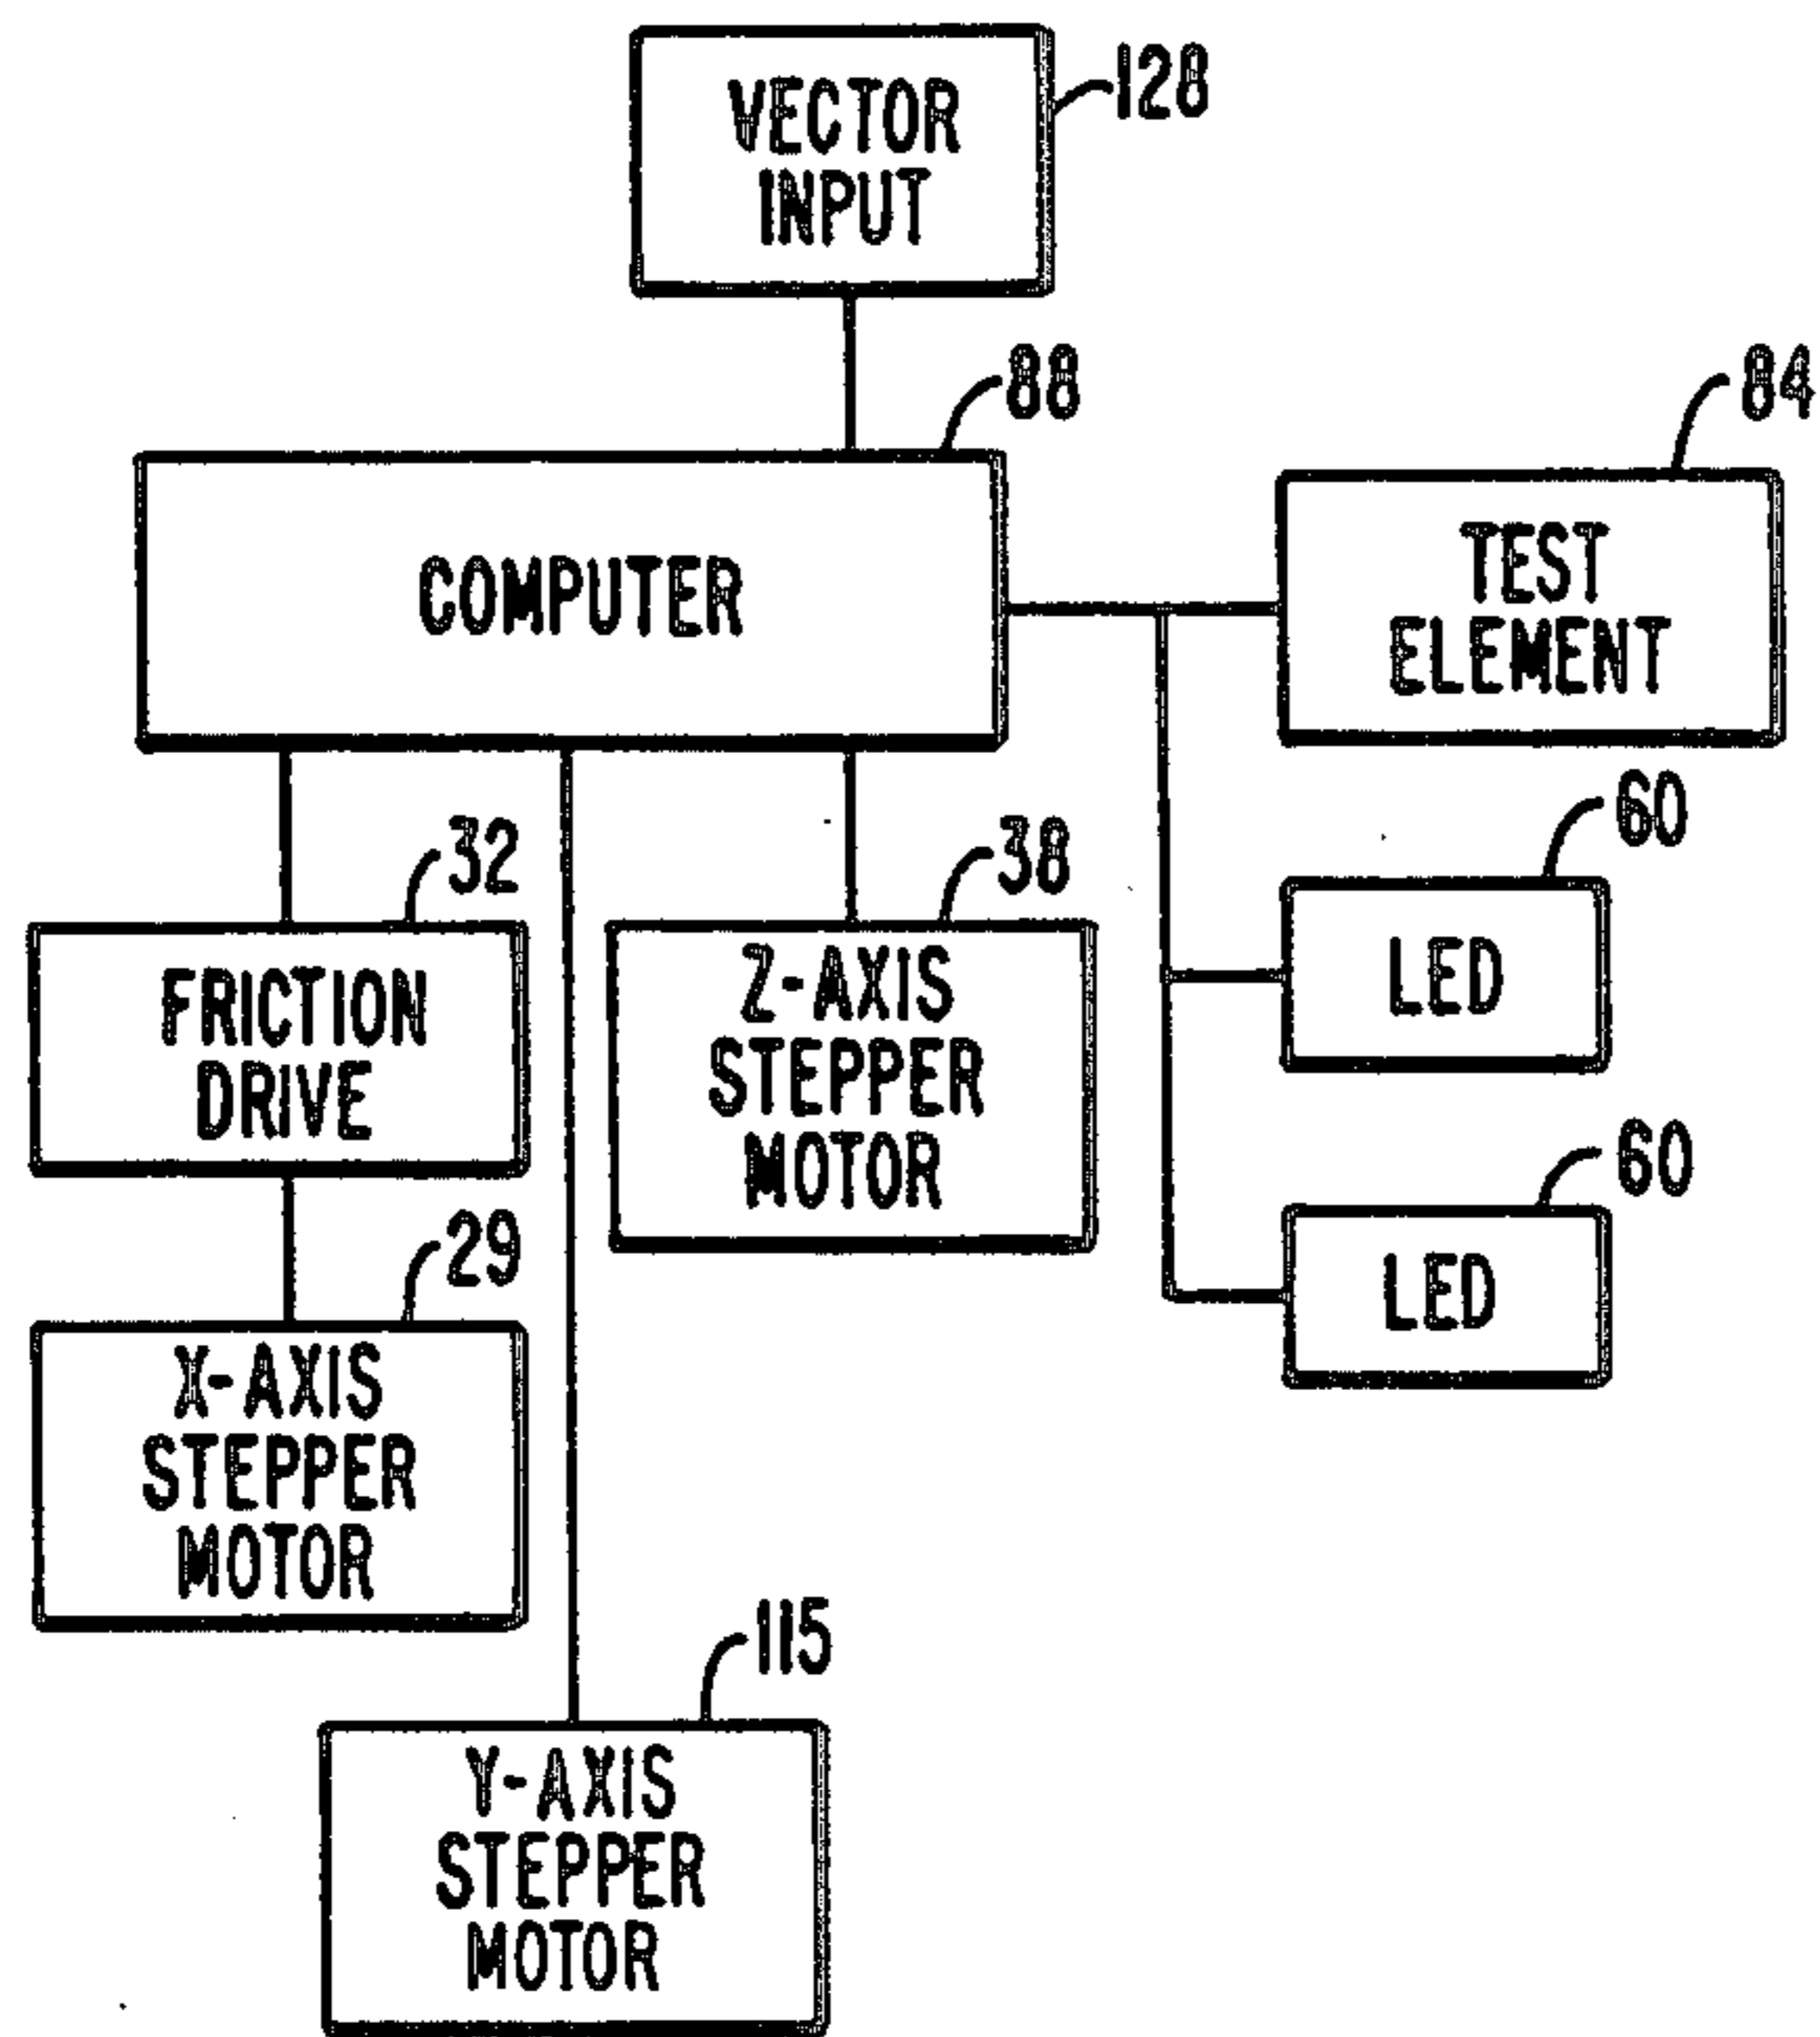 VECTOR
INPUT
128
88
COMPUTER
84
TEST
ELEMENT
32
FRICTION
DRIVE
38
Z-AXIS
STEPPER
MOTOR
60
LED
60
LED
29
X-AXIS
STEPPER
MOTOR
115
Y-AXIS
STEPPER
MOTOR